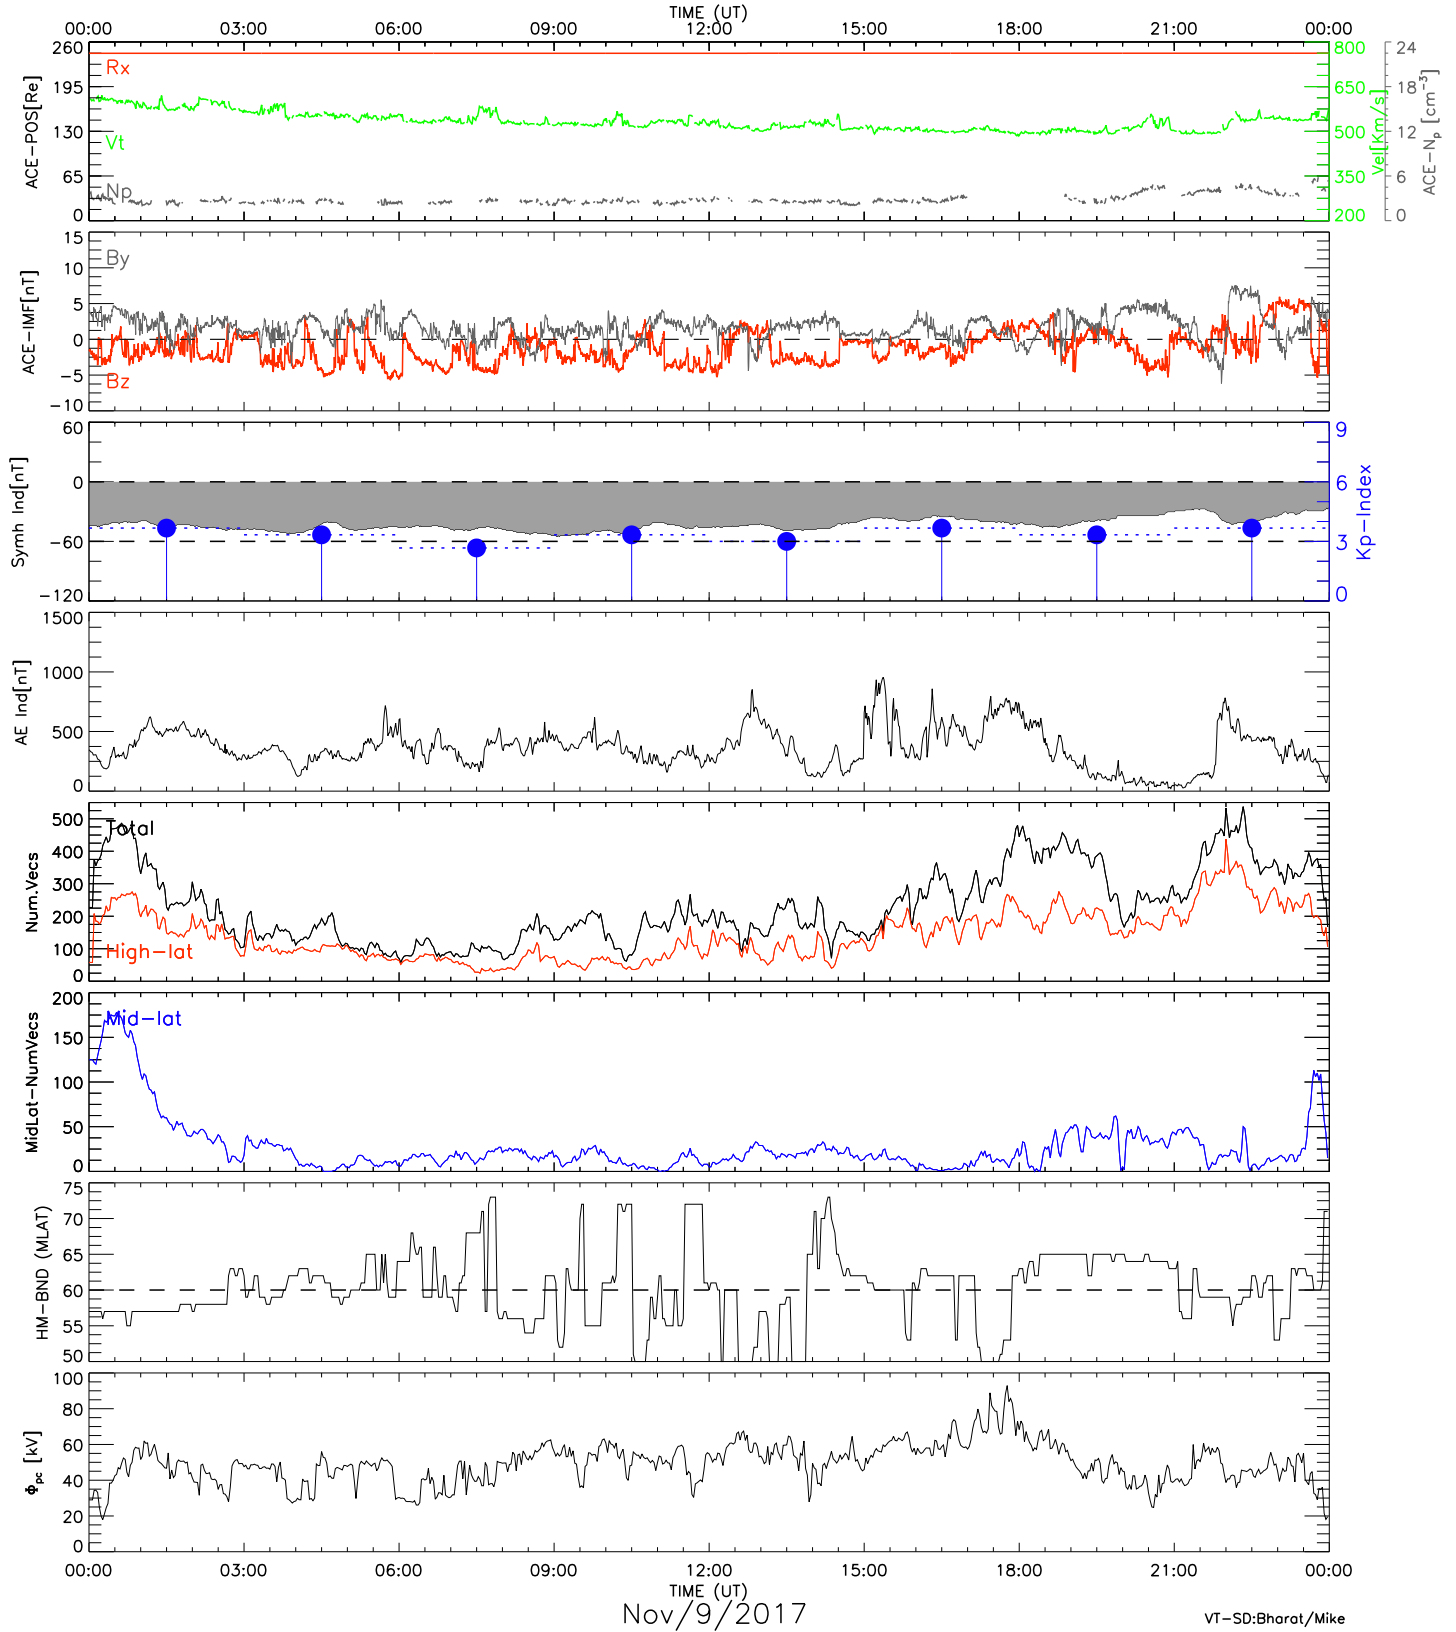 TIME (UT)
00:00 03:00 06:00 09:00 12:00 15:00 18:00 21:00 00:00
260
195
130
65
0
ACE-POS[Re]
Rx
Vt
Np
800
650
500
350
200
Vel[Km/s]
24
18
12
6
0
ACE-Np [cm⁻³]
15
10
5
0
-5
-10
ACE-IMF[nT]
By
Bz
60
0
-60
-120
Symh Ind[nT]
9
6
3
0
Kp-Index
1500
1000
500
0
AE Ind[nT]
500
400
300
200
100
0
Num.Vecs
Total
High-lat
200
150
100
50
0
MidLat-NumVecs
Mid-lat
75
70
65
60
55
50
HM-BND (MLAT)
100
80
60
40
20
0
Φpc [kV]
00:00 03:00 06:00 09:00 12:00 15:00 18:00 21:00 00:00
TIME (UT)
Nov/9/2017
VT-SD:Bharat/Mike